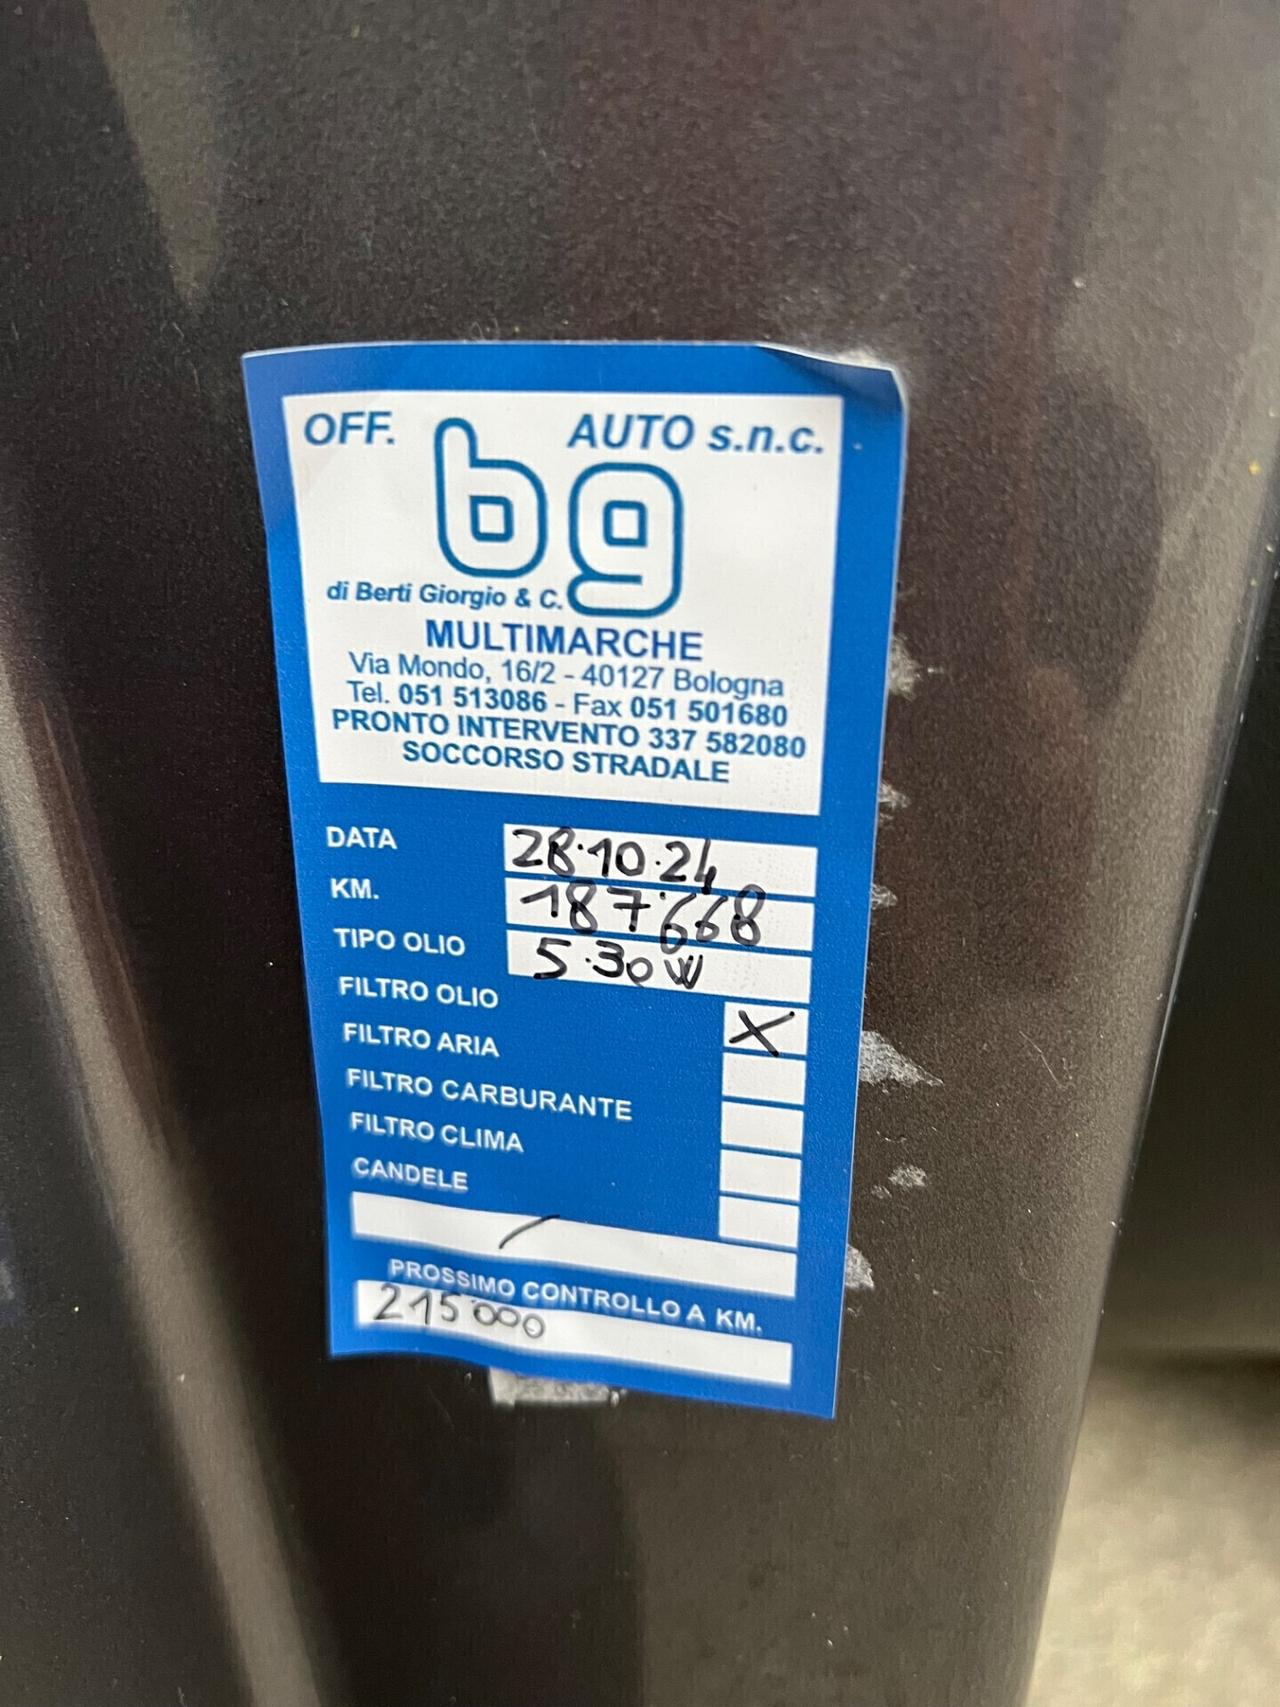 OFF. bg AUTO s.n.c.
di Berti Giorgio & C.
MULTIMARCHE
Via Mondo, 16/2 - 40127 Bologna
Tel. 051 513086 - Fax 051 501680
PRONTO INTERVENTO 337 582080
SOCCORSO STRADALE
DATA 28.10.24
KM. 187'668
TIPO OLIO 5.30W
FILTRO OLIO X
FILTRO ARIA
FILTRO CARBURANTE
FILTRO CLIMA
CANDELE
/
PROSSIMO CONTROLLO A KM.
215'000